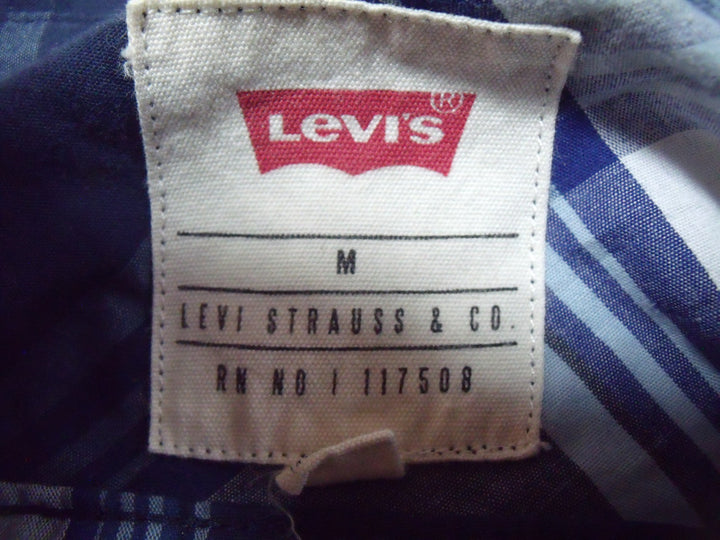 Levi's®
M
LEVI STRAUSS & CO.
RN NO | 117508